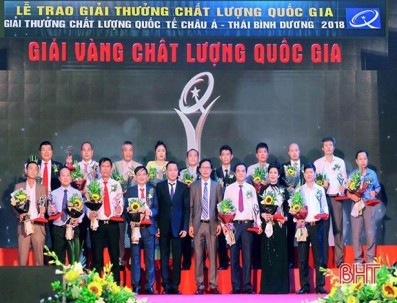 LỄ TRAO GIẢI THƯỞNG CHẤT LƯỢNG QUỐC GIA
GIẢI THƯỞNG CHẤT LƯỢNG QUỐC TẾ CHÂU Á - THÁI BÌNH DƯƠNG 2018
GIẢI VÀNG CHẤT LƯỢNG QUỐC GIA
BHT